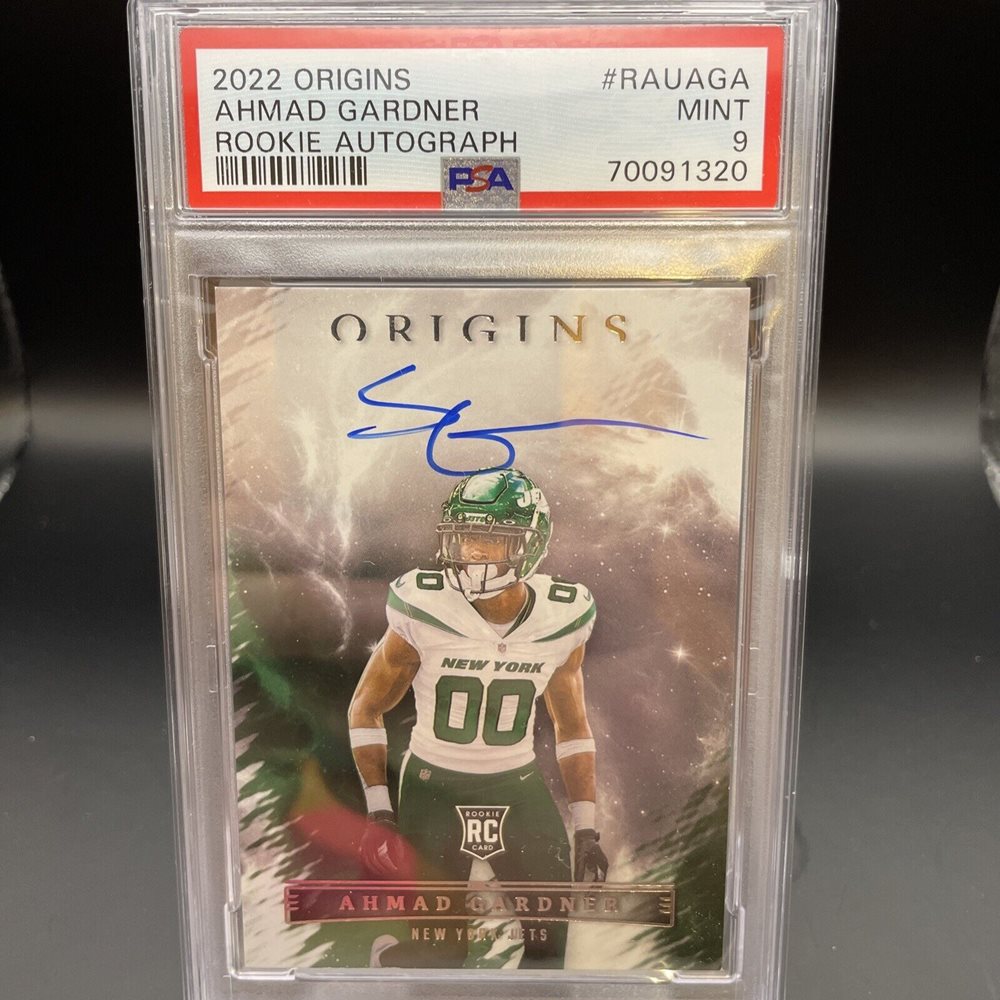 2022 ORIGINS #RAUAGA
AHMAD GARDNER MINT
ROOKIE AUTOGRAPH 9
PSA 70091320
ORIGINS
JETS
00
NEW YORK
00
ROOKIE
RC
CARD
AHMAD GARDNER
NEW YORK JETS